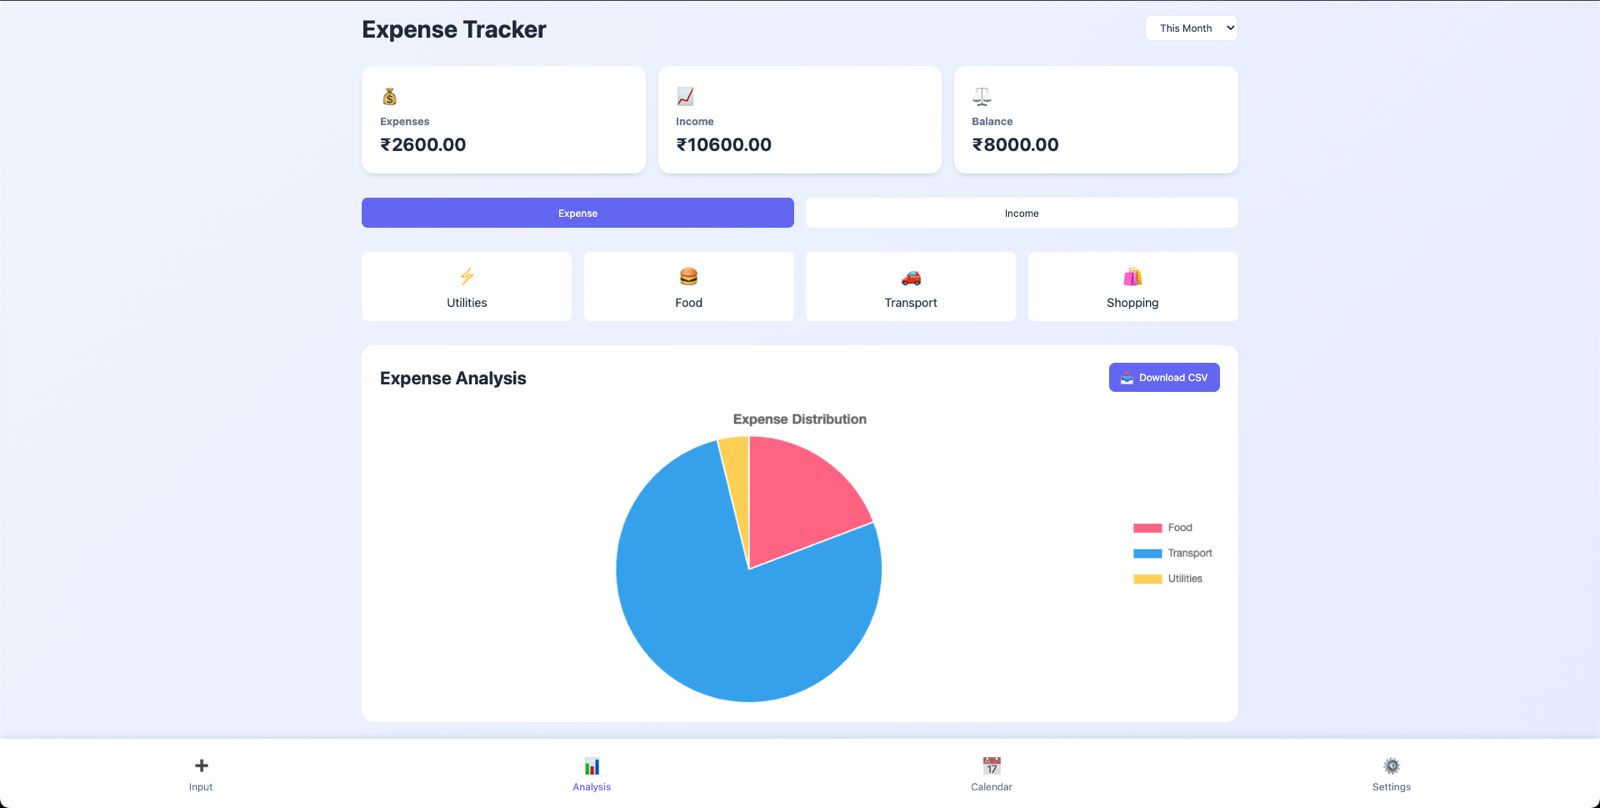 Expense Tracker
This Month
Expenses
₹2600.00
Income
₹10600.00
Balance
₹8000.00
Expense
Income
Utilities
Food
Transport
Shopping
Expense Analysis
Download CSV
Expense Distribution
Food
Transport
Utilities
Input
Analysis
17
Calendar
Settings